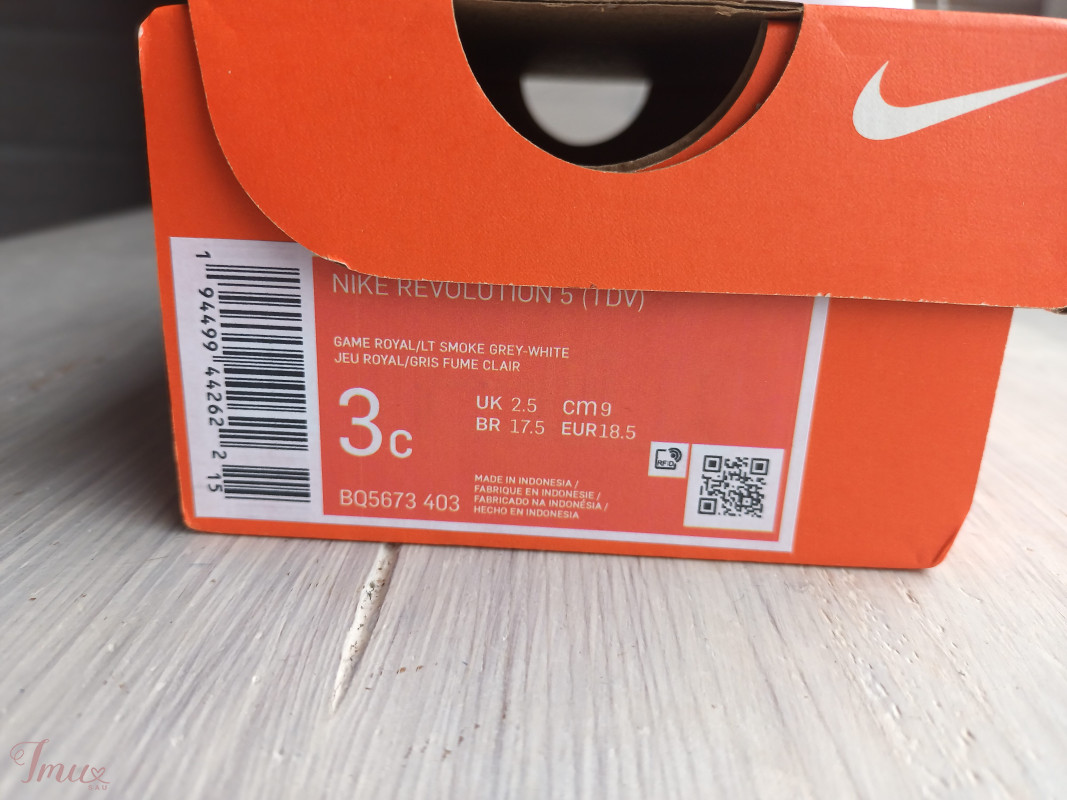 NIKE REVOLUTION 5 (TDV)
GAME ROYAL/LT SMOKE GREY-WHITE
JEU ROYAL/GRIS FUME CLAIR
3C
UK 2.5 cm 9
BR 17.5 EUR 18.5
BQ5673 403
MADE IN INDONESIA /
FABRIQUE EN INDONESIE /
FABRICADO NA INDONÉSIA /
HECHO EN INDONESIA
RFID
1 94499 44262 2 15
Imux
SAU